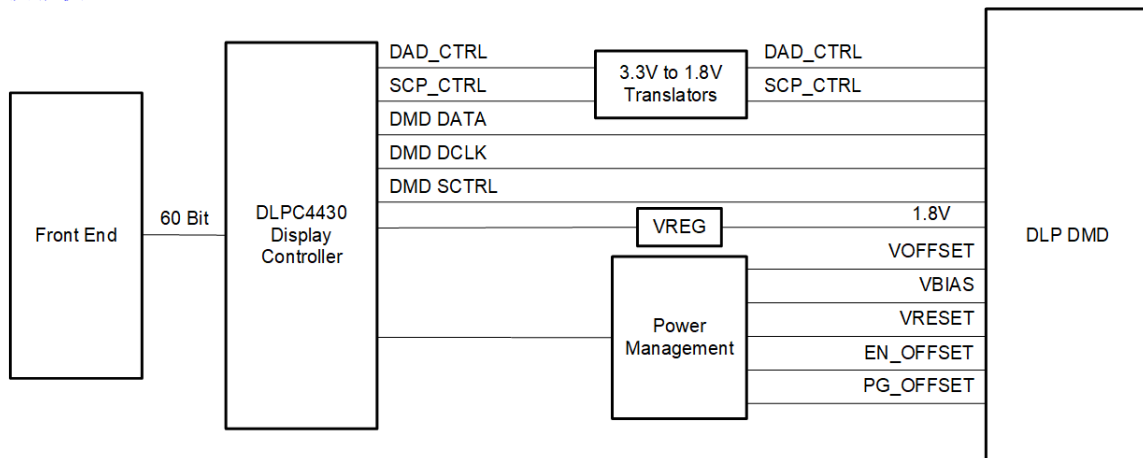 DAD_CTRL
SCP_CTRL
DMD DATA
DMD DCLK
DMD SCTRL
3.3V to 1.8V
Translators
DAD_CTRL
SCP_CTRL
Front End
60 Bit
DLPC4430
Display
Controller
VREG
1.8V
DLP DMD
Power
Management
VOFFSET
VBIAS
VRESET
EN_OFFSET
PG_OFFSET